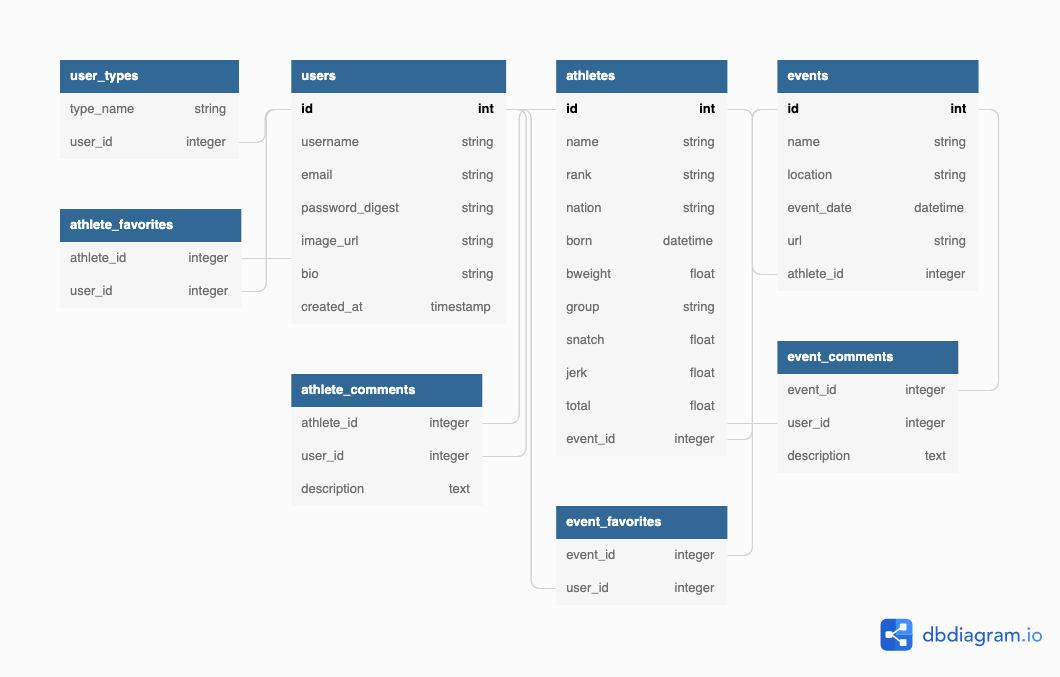 user_types
type_name string
user_id integer
athlete_favorites
athlete_id integer
user_id integer
users
id int
username string
email string
password_digest string
image_url string
bio string
created_at timestamp
athlete_comments
athlete_id integer
user_id integer
description text
athletes
id int
name string
rank string
nation string
born datetime
bweight float
group string
snatch float
jerk float
total float
event_id integer
event_favorites
event_id integer
user_id integer
events
id int
name string
location string
event_date datetime
url string
athlete_id integer
event_comments
event_id integer
user_id integer
description text
dbdiagram.io